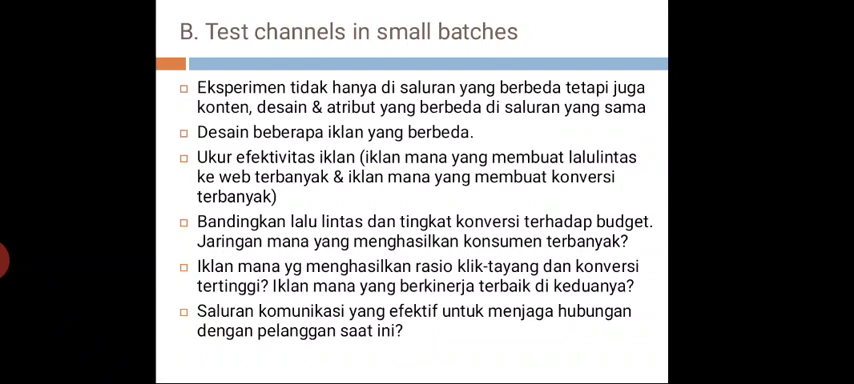 B. Test channels in small batches
Eksperimen tidak hanya di saluran yang berbeda tetapi juga
konten, desain & atribut yang berbeda di saluran yang sama
Desain beberapa iklan yang berbeda.
Ukur efektivitas iklan (iklan mana yang membuat lalulintas
ke web terbanyak & iklan mana yang membuat konversi
terbanyak)
Bandingkan lalu lintas dan tingkat konversi terhadap budget.
Jaringan mana yang menghasilkan konsumen terbanyak?
Iklan mana yg menghasilkan rasio klik-tayang dan konversi
tertinggi? Iklan mana yang berkinerja terbaik di keduanya?
Saluran komunikasi yang efektif untuk menjaga hubungan
dengan pelanggan saat ini?